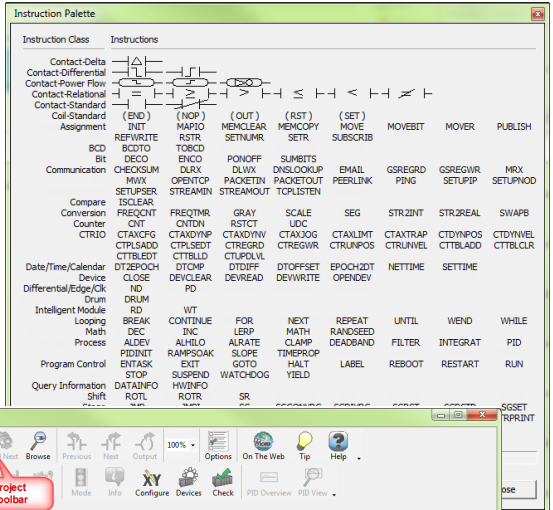 Instruction Palette
Instruction Class Instructions
Contact-Delta
Contact-Differential
Contact-Power Flow
Contact-Relational
Contact-Standard
Coil-Standard (END) (NOP) (OUT) (RST) (SET)
Assignment INIT MAPIO MEMCLEAR MEMCOPY MOVE MOVEBIT MOVER PUBLISH
REFWRITE RSTR SETNUMR SETR SUBSCRIB
BCD BCDTO TOBCD
Bit DECO ENCO PONOFF SUMBITS
Communication CHECKSUM DLRX DLWX DNSLOOKUP EMAIL GSREGRD GSREGWR MRX
MWX OPENTCP PACKETIN PACKETOUT PEERLINK PING SETUPIP SETUPNOD
SETUPSER STREAMIN STREAMOUT TCPLISTEN
Compare ISCLEAR
Conversion FREQCNT FREQTMR GRAY SCALE SEG STR2INT STR2REAL SWAPB
Counter CNT CNTDN RSTCT UDC
CTRIO CTAXCFG CTAXDYNP CTAXDYNV CTAXJOG CTAXLIMT CTAXTRAP CTDYNPOS CTDYNVEL
CTPLSADD CTPLSEDT CTREGRD CTREGWR CTRUNPOS CTRUNVEL CTTBLADD CTTBLCLR
CTTBLEDT CTTBLLD CTUPDLVL
Date/Time/Calendar DT2EPOCH DTCMP DTDIFF DTOFFSET EPOCH2DT NETTIME SETTIME
Device CLOSE DEVCLEAR DEVREAD DEVWRITE OPENDEV
Differential/Edge/Clk ND PD
Drum DRUM
Intelligent Module RD WT
Looping BREAK CONTINUE FOR NEXT REPEAT UNTIL WEND WHILE
Math DEC INC LERP MATH RANDSEED
Process ALDEV ALRATE CLAMP DEADBAND FILTER INTEGRAT PID
PIDINIT RAMPSOAK SLOPE TIMEPROP
Program Control ENTASK EXIT GOTO HALT LABEL REBOOT RESTART RUN
STOP SUSPEND WATCHDOG YIELD
Query Information DATAINFO HWINFO
Shift ROTL ROTR SR
SGSET
RPRINT
Next Browse Previous Next Output 100% Options On The Web Tip Help
roject
oolbar
Mode Info Configure Devices Check PID Overview PID View
ose